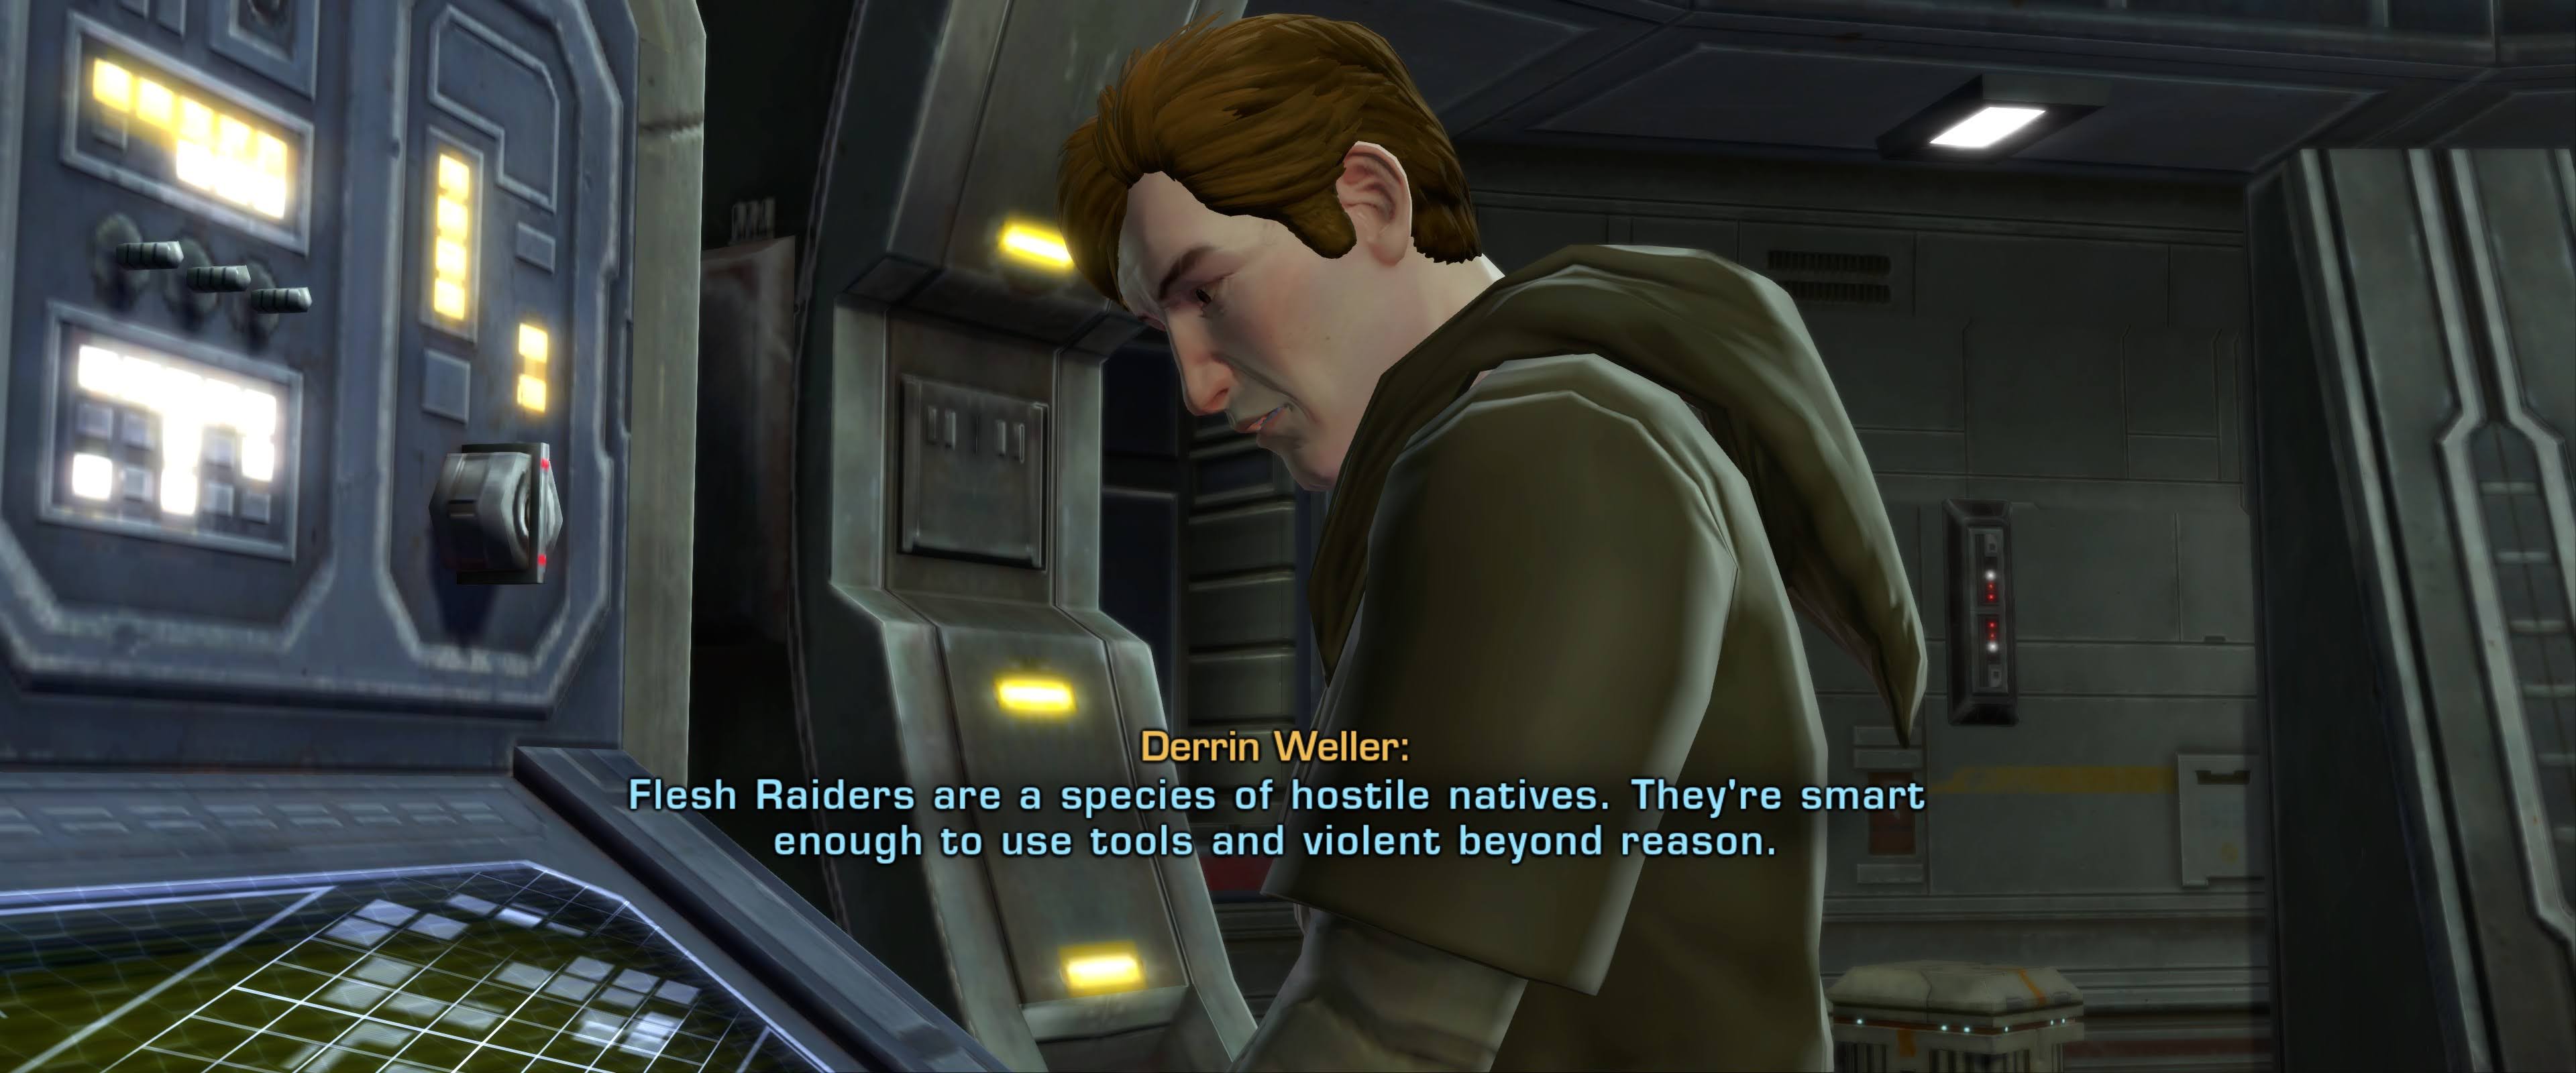 Derrin Weller:
Flesh Raiders are a species of hostile natives. They're smart
enough to use tools and violent beyond reason.